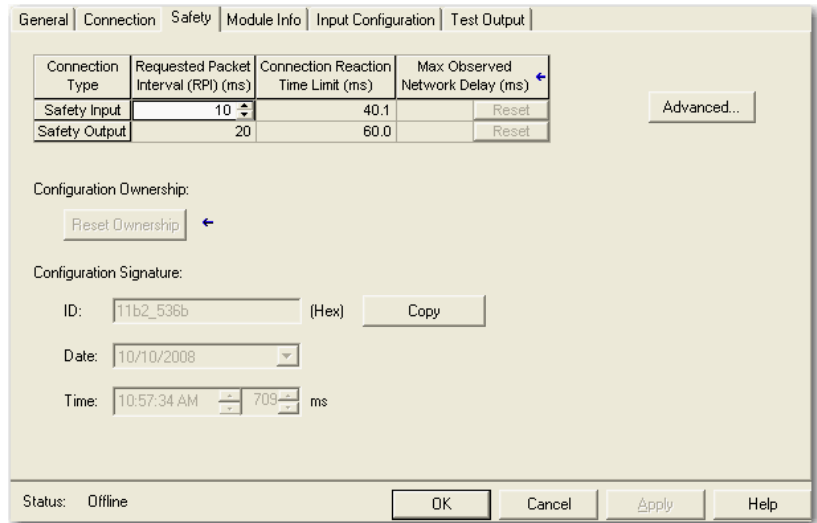 General Connection Safety Module Info Input Configuration Test Output
Connection Type Requested Packet Interval (RPI) (ms) Connection Reaction Time Limit (ms) Max Observed Network Delay (ms)
Safety Input 10 40.1 Reset
Safety Output 20 60.0 Reset
Advanced...
Configuration Ownership:
Reset Ownership
Configuration Signature:
ID: 11b2_536b (Hex) Copy
Date: 10/10/2008
Time: 10:57:34 AM 709 ms
Status: Offline OK Cancel Apply Help